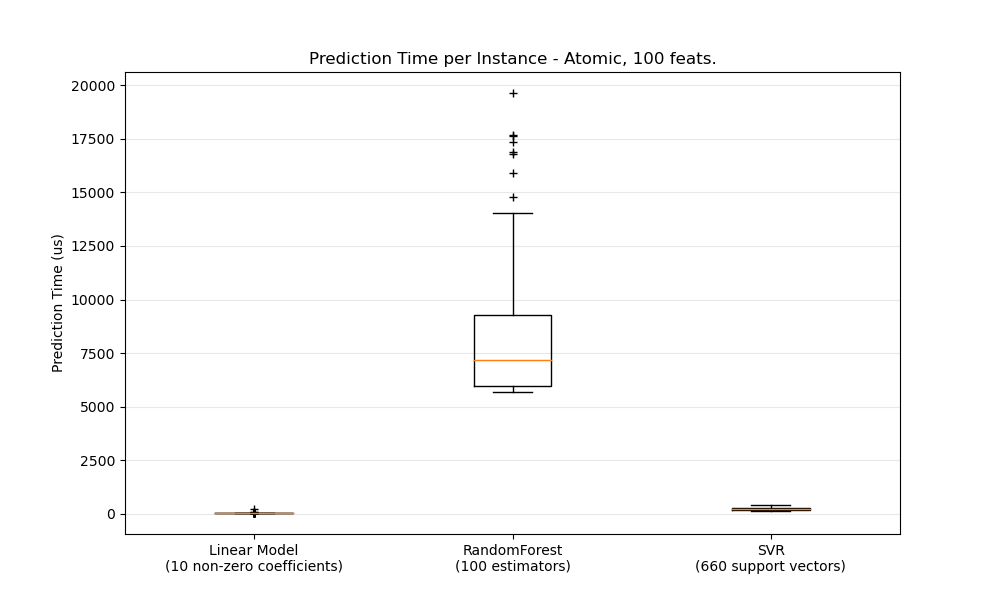 Prediction Time per Instance - Atomic, 100 feats.
Prediction Time (us)
20000
17500
15000
12500
10000
7500
5000
2500
0
Linear Model
(10 non-zero coefficients)
RandomForest
(100 estimators)
SVR
(660 support vectors)